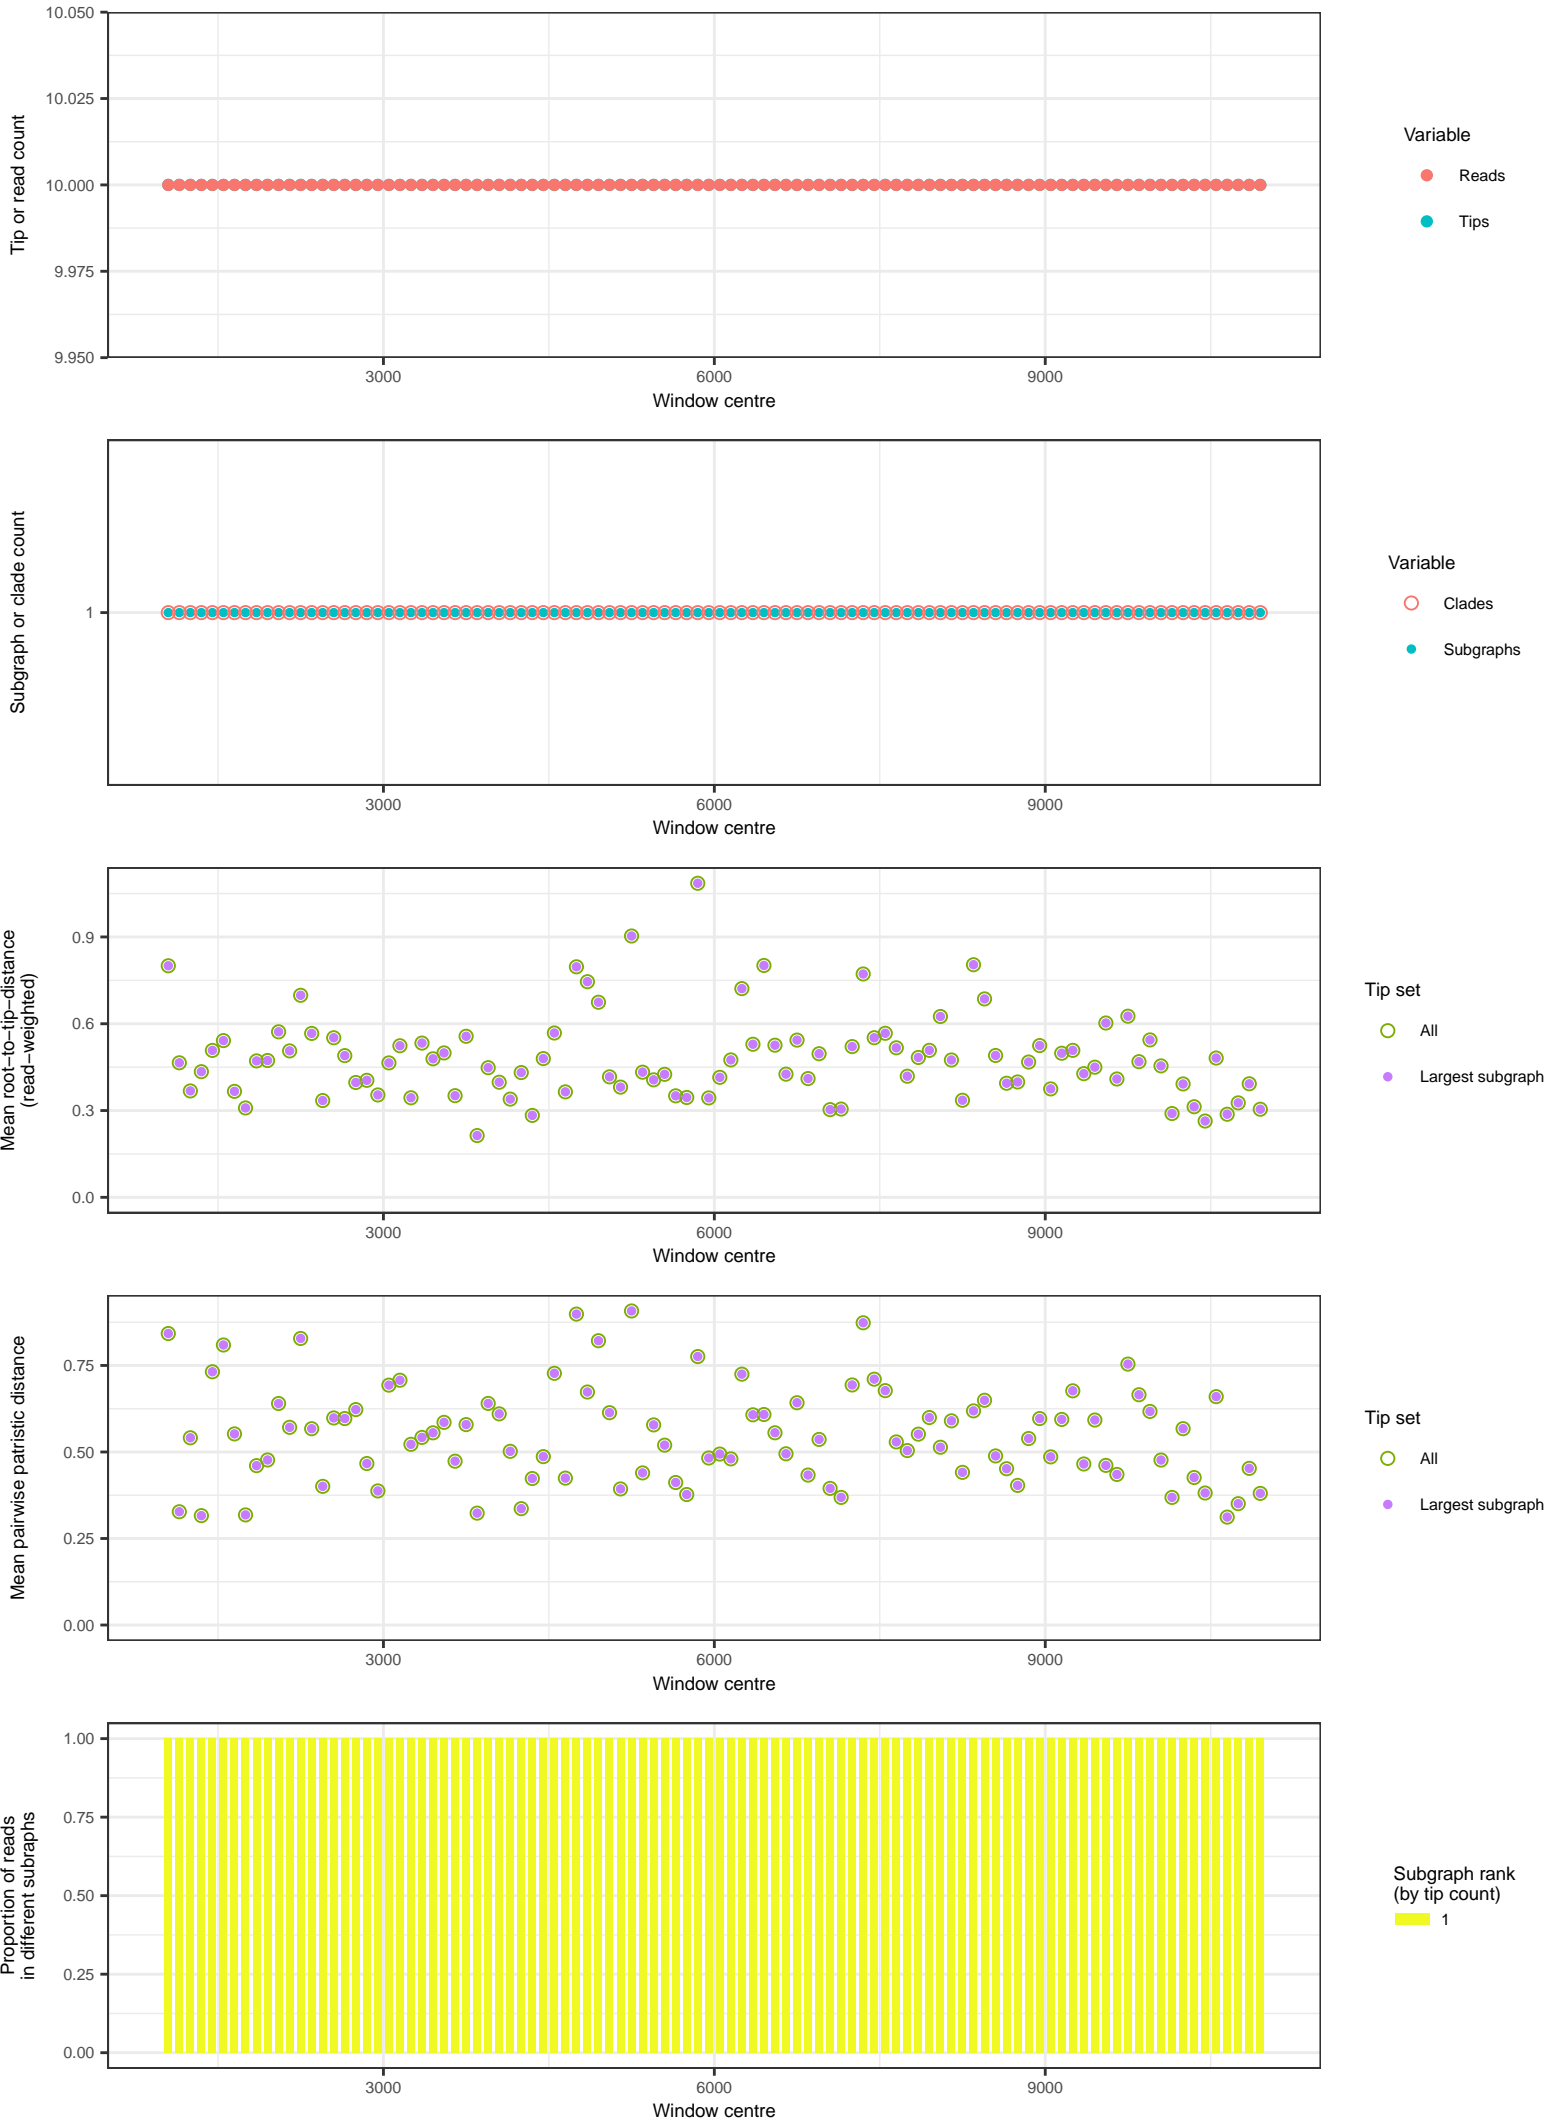 10.050
10.025
10.000
9.975
9.950
Tip or read count
3000
6000
9000
Window centre
Variable
Reads
Tips
1
Subgraph or clade count
3000
6000
9000
Window centre
Variable
Clades
Subgraphs
0.9
0.6
0.3
0.0
Mean root−to−tip−distance
(read−weighted)
3000
6000
9000
Window centre
Tip set
All
Largest subgraph
0.75
0.50
0.25
0.00
Mean pairwise patristic distance
3000
6000
9000
Window centre
Tip set
All
Largest subgraph
1.00
0.75
0.50
0.25
0.00
Proportion of reads
in different subraphs
3000
6000
9000
Window centre
Subgraph rank
(by tip count)
1